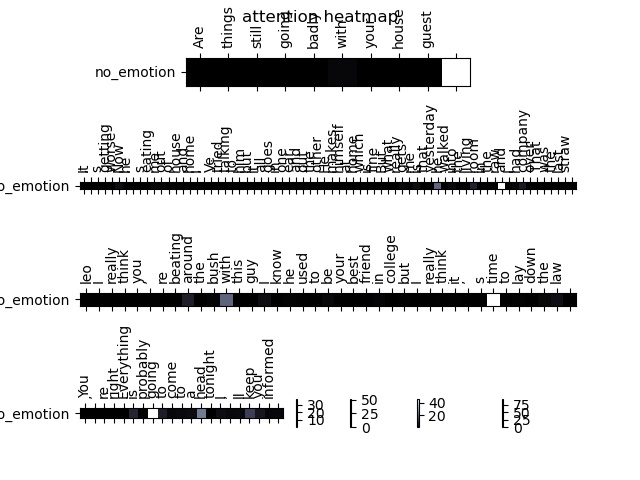 attention heatmap
Are things still going badly with your house guest
no_emotion
It s getting worse Now he s eating me out of house and home I Ve tried talking to him but it all goes in one ear and out the other He makes himself at home which is fine But what really gets me is that yesterday he walked into the living room in the raw and had company over That was the last straw
o_emotion
leo I really think you , re beating around the bush with this guy I know he used to be your best friend in college but I really think it , s time to lay down the law
o_emotion
You , re right Everything is probably going to come to a head tonight I , ll keep you informed
o_emotion
30 20 10
50 25 0
40 20
75 50 25 0